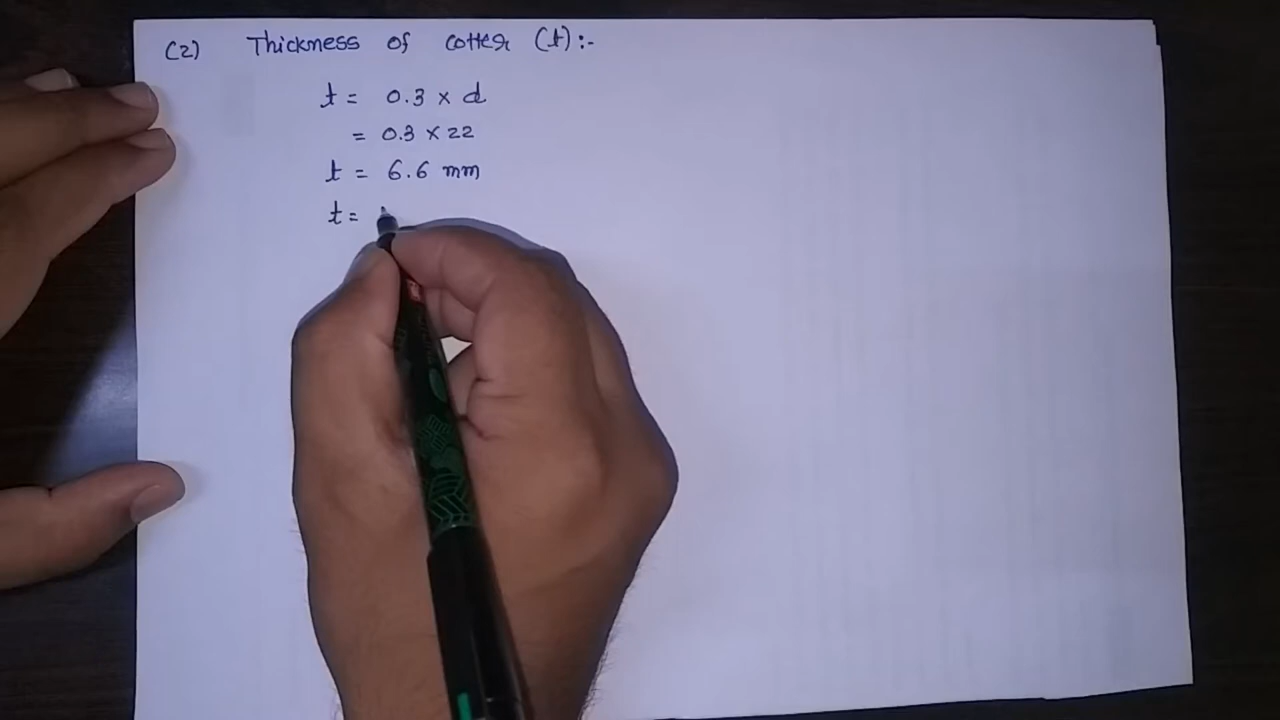 (2) Thickness of cotter (t):-
t = 0.3 × d
= 0.3 × 22
t = 6.6 mm
t =